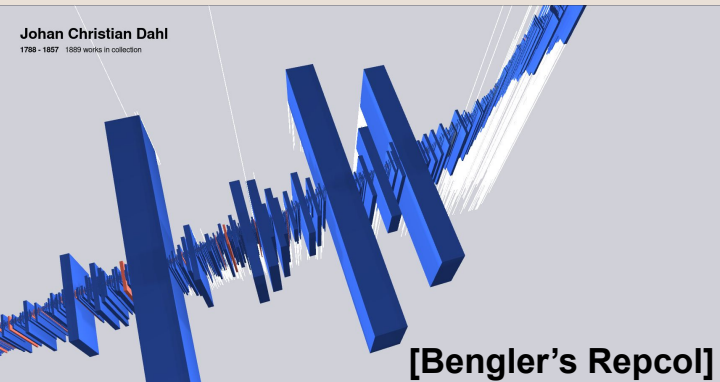 Johan Christian Dahl
1788 - 1857 1889 works in collection
[Bengler's Repcol]